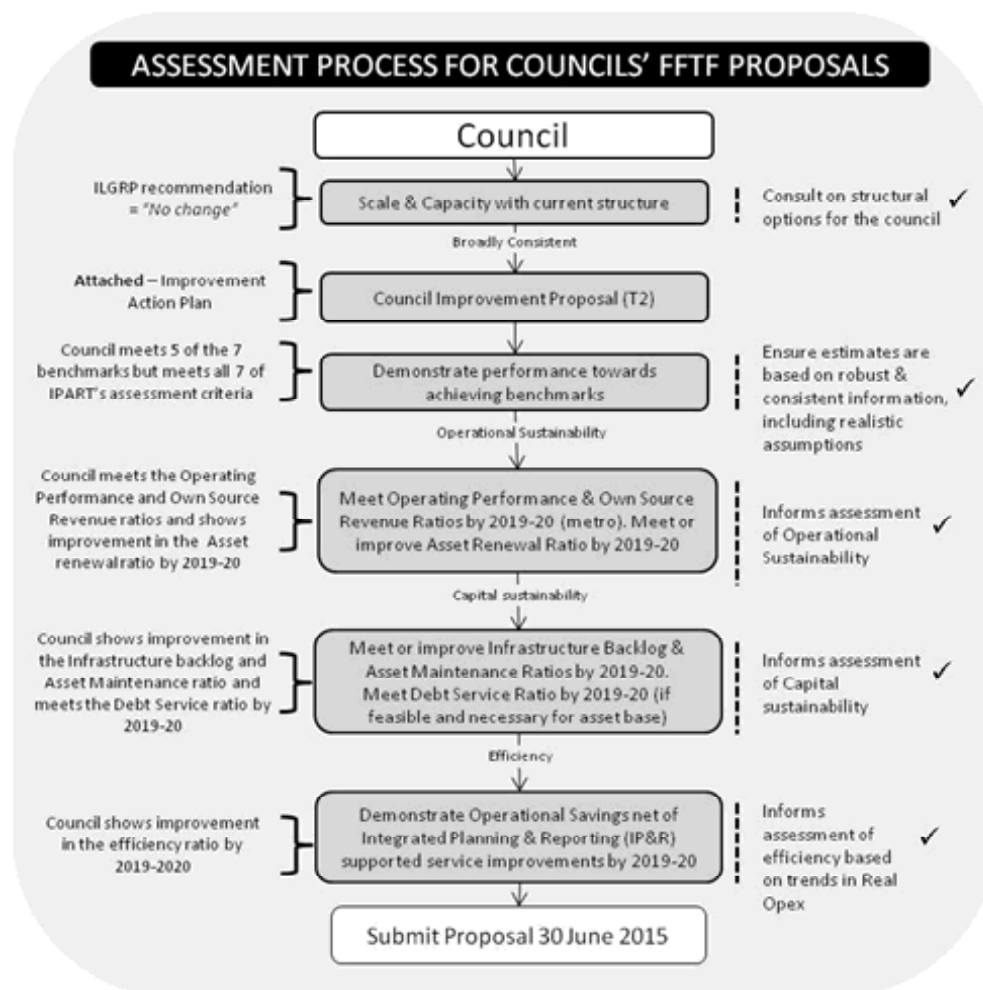 ASSESSMENT PROCESS FOR COUNCILS' FFTF PROPOSALS
Council
ILGRP recommendation
= "No change"
Scale & Capacity with current structure
Consult on structural
options for the council
✓
Broadly Consistent
Attached – Improvement
Action Plan
Council Improvement Proposal (T2)
Council meets 5 of the 7
benchmarks but meets all 7 of
IPART's assessment criteria
Demonstrate performance towards
achieving benchmarks
Ensure estimates are
based on robust &
consistent information,
including realistic
assumptions
✓
Operational Sustainability
Council meets the Operating
Performance and Own Source
Revenue ratios and shows
improvement in the Asset
renewal ratio by 2019-20
Meet Operating Performance & Own Source
Revenue Ratios by 2019-20 (metro). Meet or
improve Asset Renewal Ratio by 2019-20
Informs assessment
of Operational
Sustainability
✓
Capital sustainability
Council shows improvement in
the Infrastructure backlog and
Asset Maintenance ratio and
meets the Debt Service ratio by
2019-20
Meet or improve Infrastructure Backlog &
Asset Maintenance Ratios by 2019-20.
Meet Debt Service Ratio by 2019-20 (if
feasible and necessary for asset base)
Informs assessment
of Capital
sustainability
✓
Efficiency
Council shows improvement
in the efficiency ratio by
2019-2020
Demonstrate Operational Savings net of
Integrated Planning & Reporting (IP&R)
supported service improvements by 2019-20
Informs
assessment of
efficiency based
on trends in Real
Opex
✓
Submit Proposal 30 June 2015